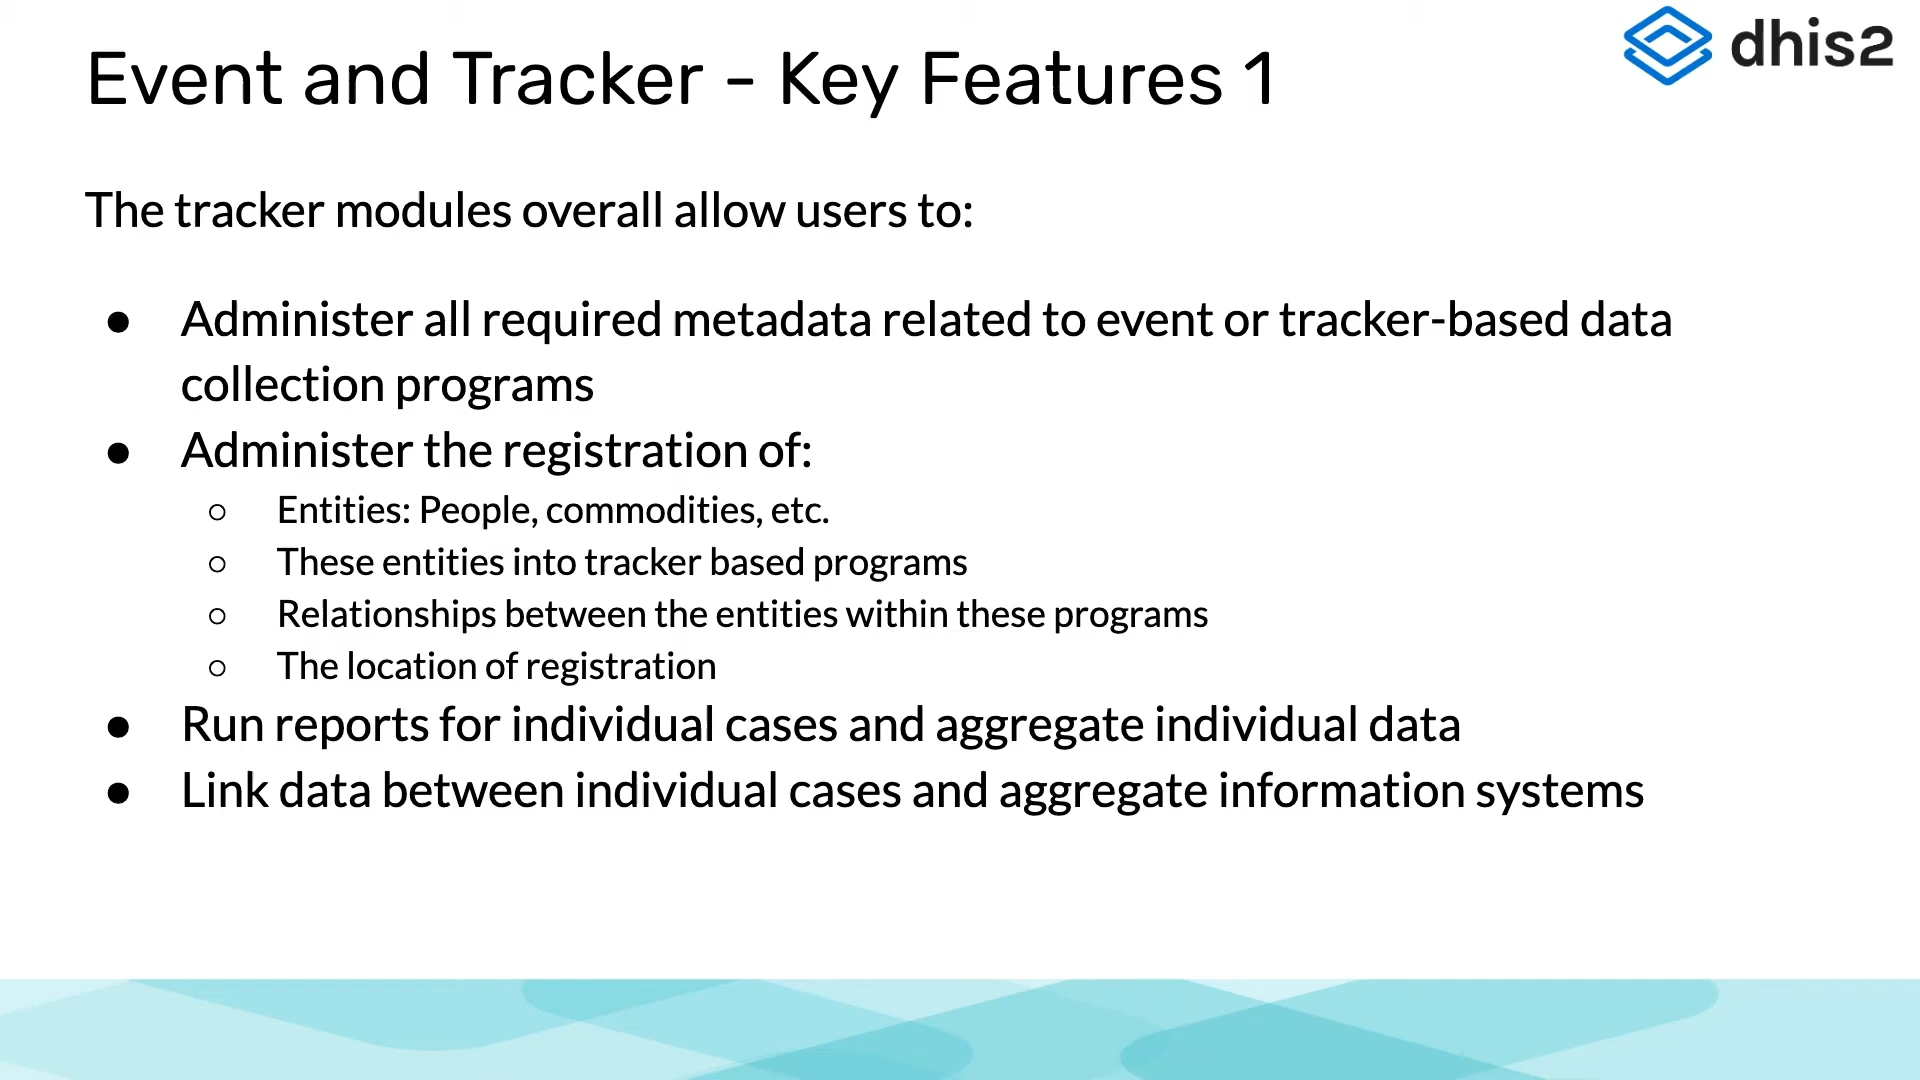 dhis2
Event and Tracker - Key Features 1
The tracker modules overall allow users to:
● Administer all required metadata related to event or tracker-based data
collection programs
● Administer the registration of:
○ Entities: People, commodities, etc.
○ These entities into tracker based programs
○ Relationships between the entities within these programs
○ The location of registration
● Run reports for individual cases and aggregate individual data
● Link data between individual cases and aggregate information systems